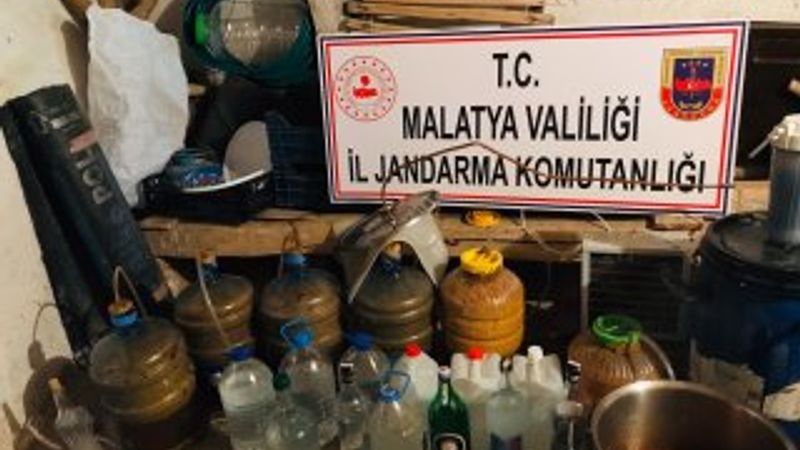 T.C.
MALATYA VALİLİĞİ
İL JANDARMA KOMUTANLIĞI